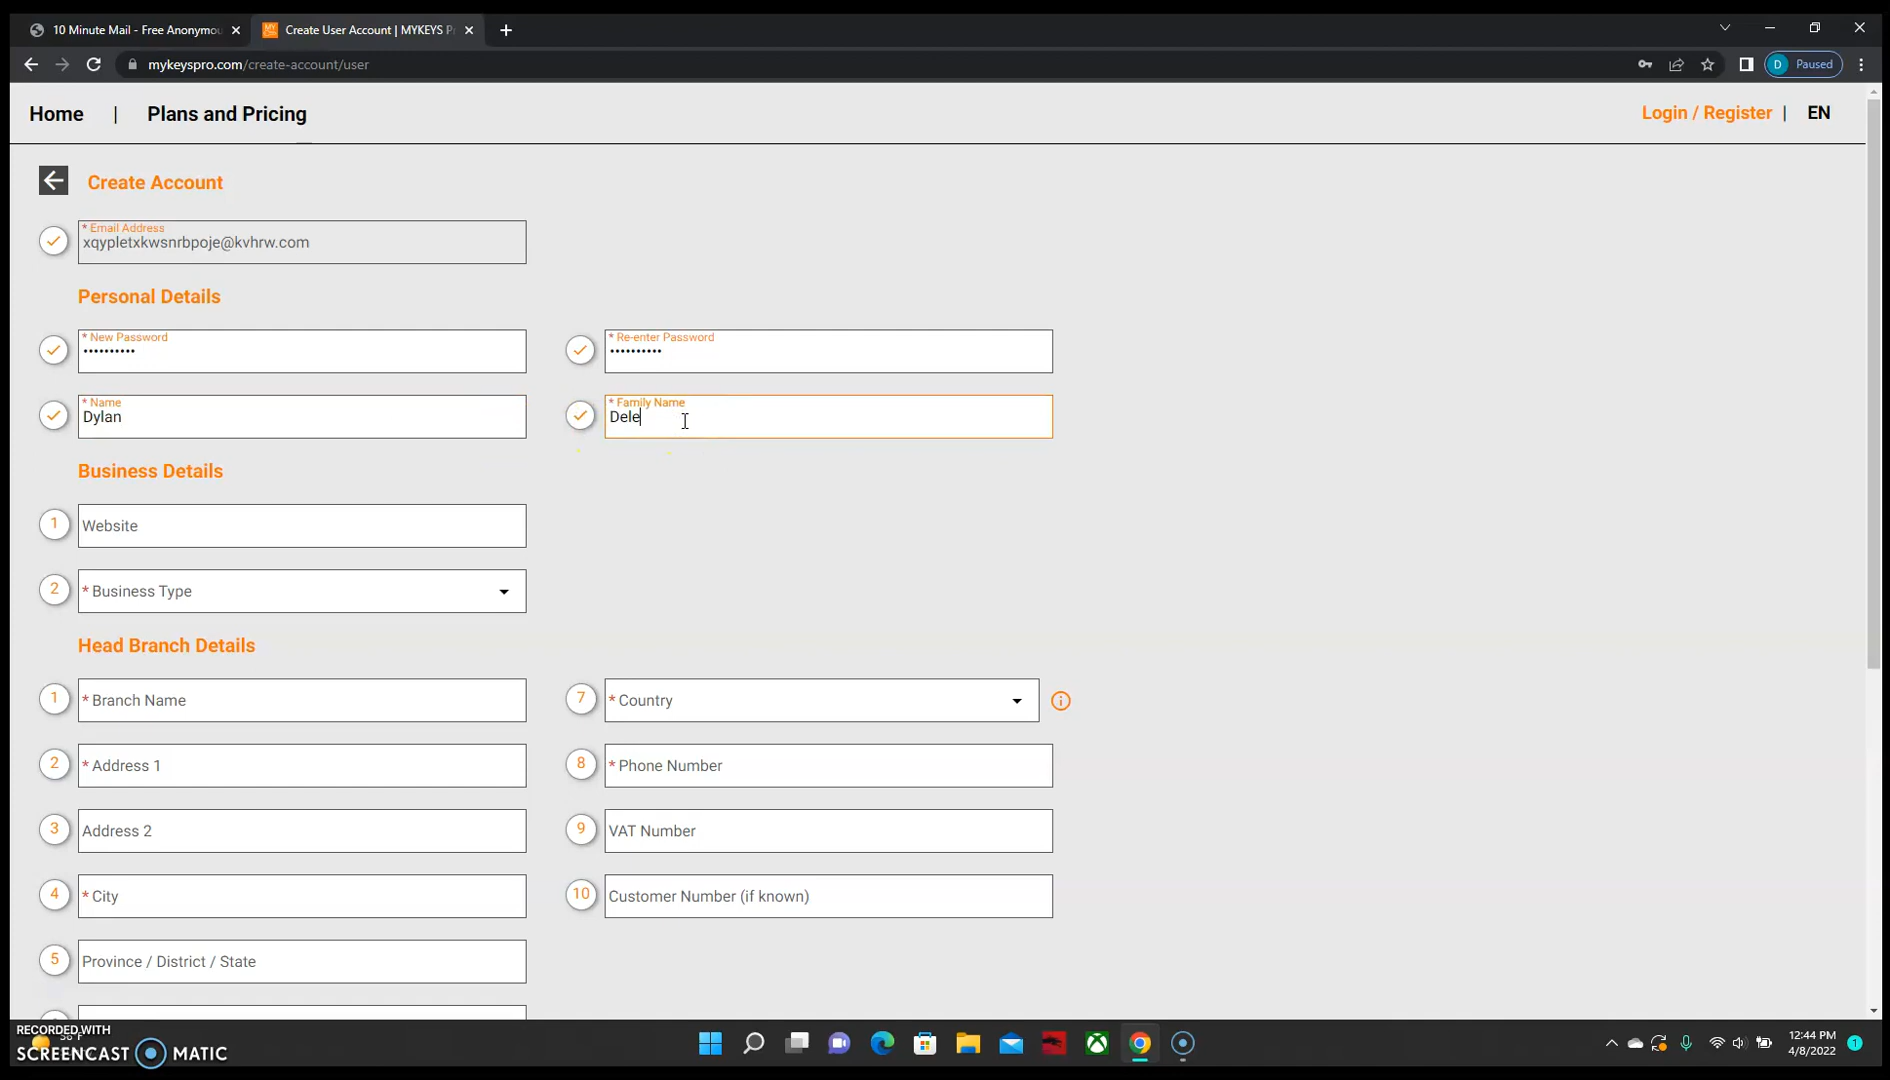 10 Minute Mail - Free Anonymou
Create User Account | MYKEYS P
mykeyspro.com/create-account/user
D Paused
Home | Plans and Pricing
Login / Register | EN
Create Account
* Email Address
xqypletxkwsnrbpoje@kvhrw.com
Personal Details
* New Password
••••••••••
* Re-enter Password
••••••••••
* Name
Dylan
* Family Name
Dele
Business Details
1 Website
2 * Business Type
Head Branch Details
1 * Branch Name
7 * Country
2 * Address 1
8 * Phone Number
3 Address 2
9 VAT Number
4 * City
10 Customer Number (if known)
5 Province / District / State
RECORDED WITH
SCREENCAST MATIC
12:44 PM
4/8/2022
1